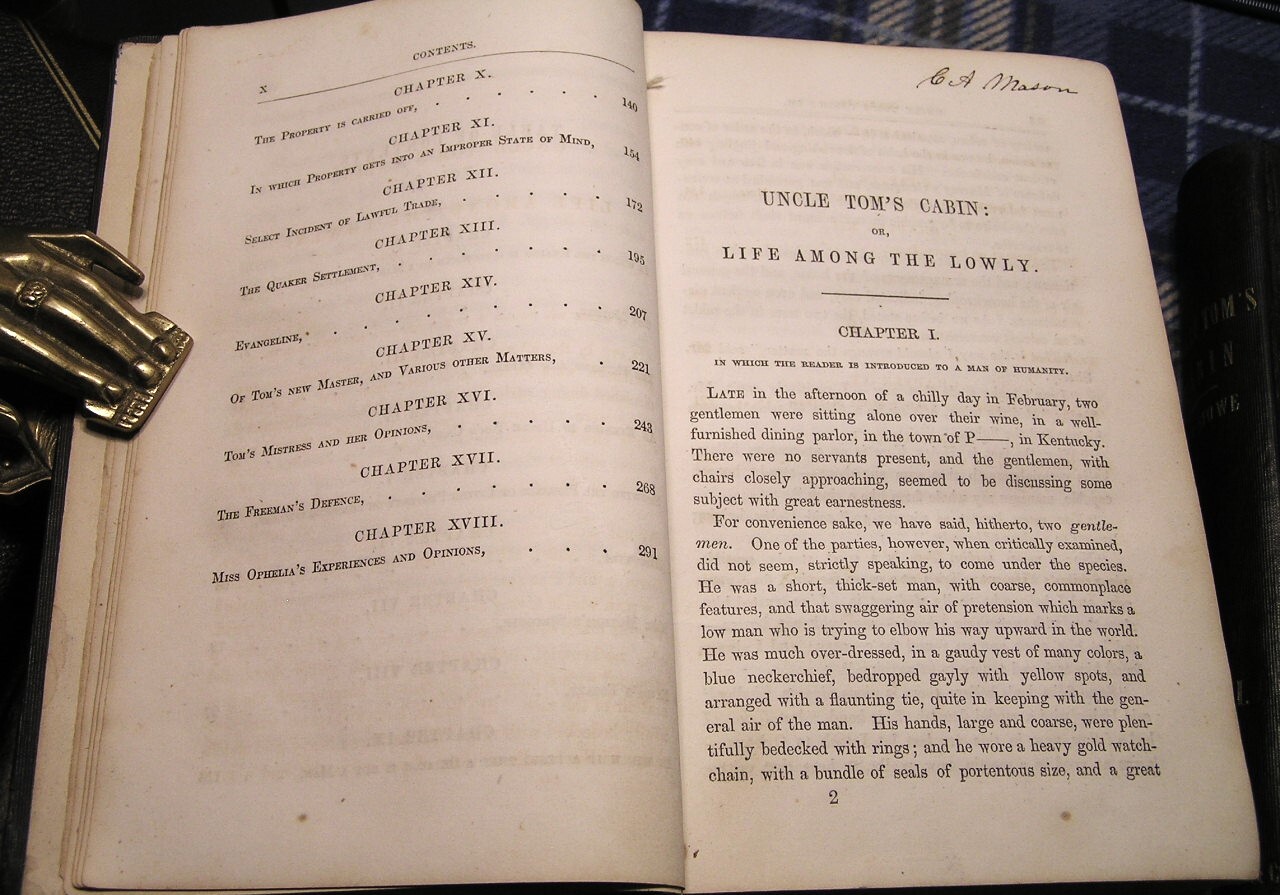 CONTENTS.
X
CHAPTER X.
THE PROPERTY IS CARRIED OFF, . . . . . . 140
CHAPTER XI.
IN WHICH PROPERTY GETS INTO AN IMPROPER STATE OF MIND, 154
CHAPTER XII.
SELECT INCIDENT OF LAWFUL TRADE, . . . . . 172
CHAPTER XIII.
THE QUAKER SETTLEMENT, . . . . . . 195
CHAPTER XIV.
EVANGELINE, . . . . . . . . 207
CHAPTER XV.
OF TOM'S NEW MASTER, AND VARIOUS OTHER MATTERS, . 221
CHAPTER XVI.
TOM'S MISTRESS AND HER OPINIONS, . . . . . 243
CHAPTER XVII.
THE FREEMAN'S DEFENCE, . . . . . . . 268
CHAPTER XVIII.
MISS OPHELIA'S EXPERIENCES AND OPINIONS, . . . 291
C A Mason
UNCLE TOM'S CABIN:
OR,
LIFE AMONG THE LOWLY.
CHAPTER I.
IN WHICH THE READER IS INTRODUCED TO A MAN OF HUMANITY.
LATE in the afternoon of a chilly day in February, two
gentlemen were sitting alone over their wine, in a well-
furnished dining parlor, in the town of P——, in Kentucky.
There were no servants present, and the gentlemen, with
chairs closely approaching, seemed to be discussing some
subject with great earnestness.
For convenience sake, we have said, hitherto, two gentle-
men. One of the parties, however, when critically examined,
did not seem, strictly speaking, to come under the species.
He was a short, thick-set man, with coarse, commonplace
features, and that swaggering air of pretension which marks a
low man who is trying to elbow his way upward in the world.
He was much over-dressed, in a gaudy vest of many colors, a
blue neckerchief, bedropped gayly with yellow spots, and
arranged with a flaunting tie, quite in keeping with the gen-
eral air of the man. His hands, large and coarse, were plen-
tifully bedecked with rings; and he wore a heavy gold watch-
chain, with a bundle of seals of portentous size, and a great
2
TOM'S